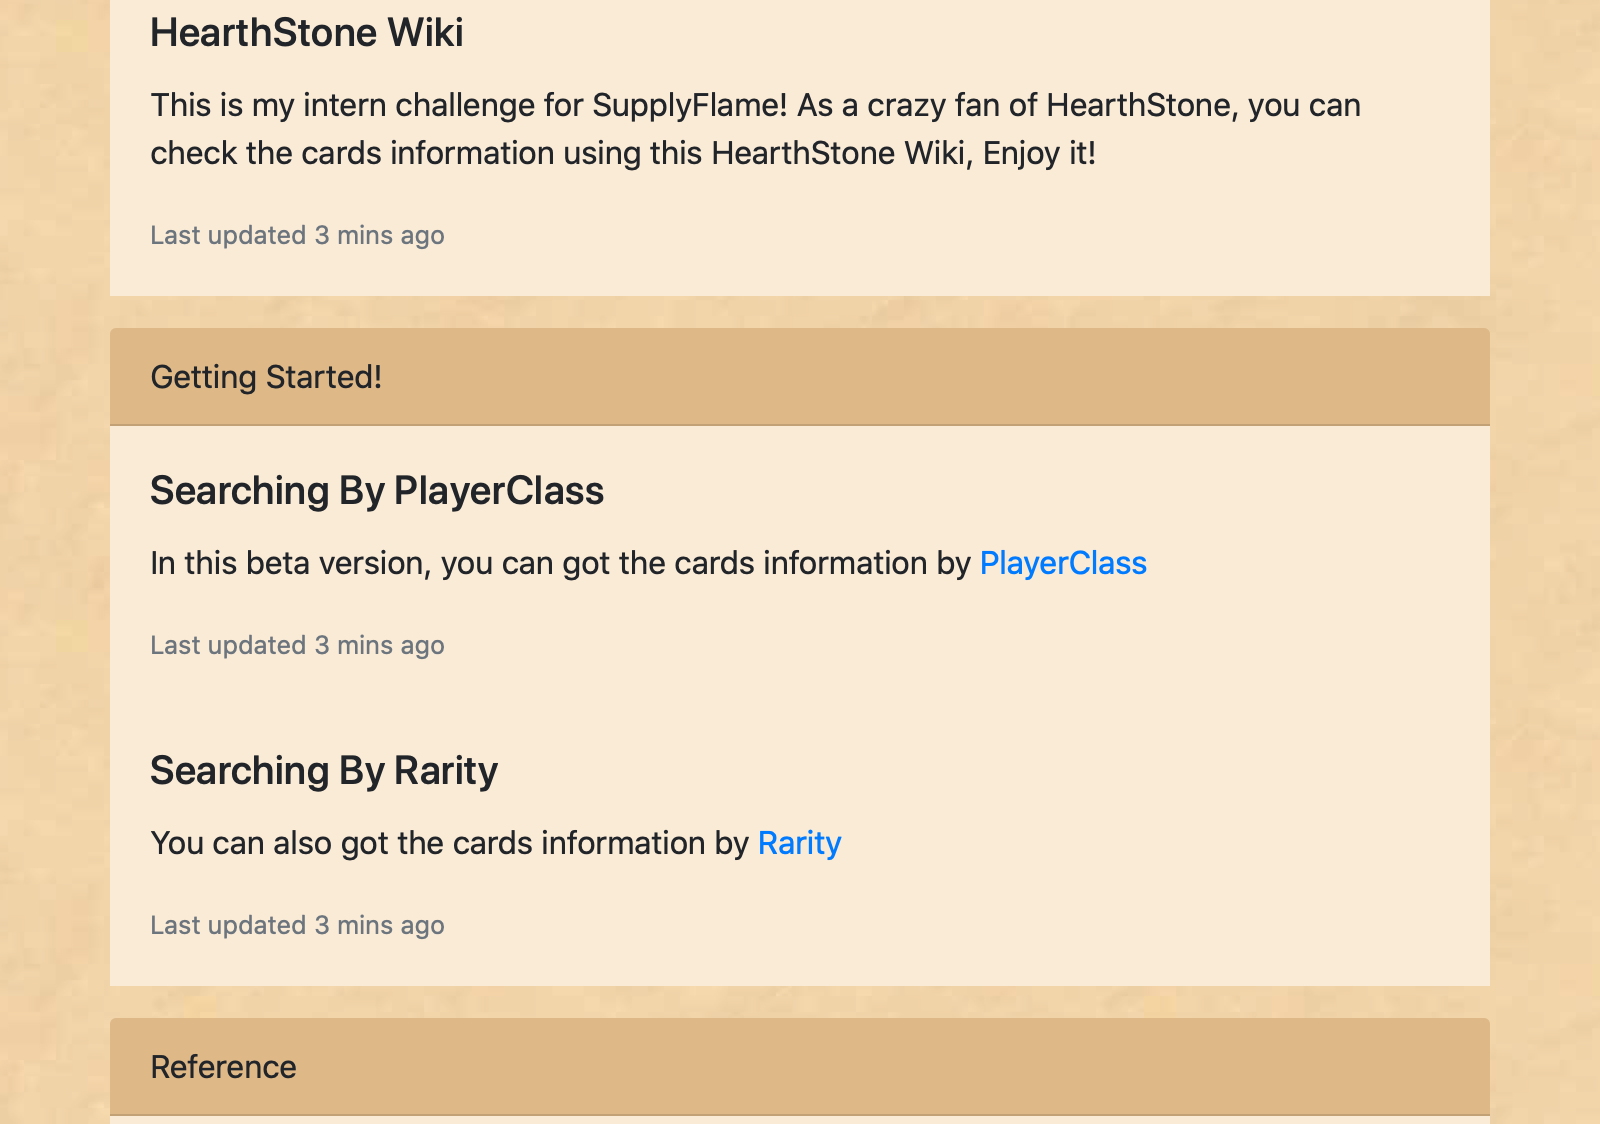 HearthStone Wiki
This is my intern challenge for SupplyFlame! As a crazy fan of HearthStone, you can
check the cards information using this HearthStone Wiki, Enjoy it!
Last updated 3 mins ago
Getting Started!
Searching By PlayerClass
In this beta version, you can got the cards information by PlayerClass
Last updated 3 mins ago
Searching By Rarity
You can also got the cards information by Rarity
Last updated 3 mins ago
Reference